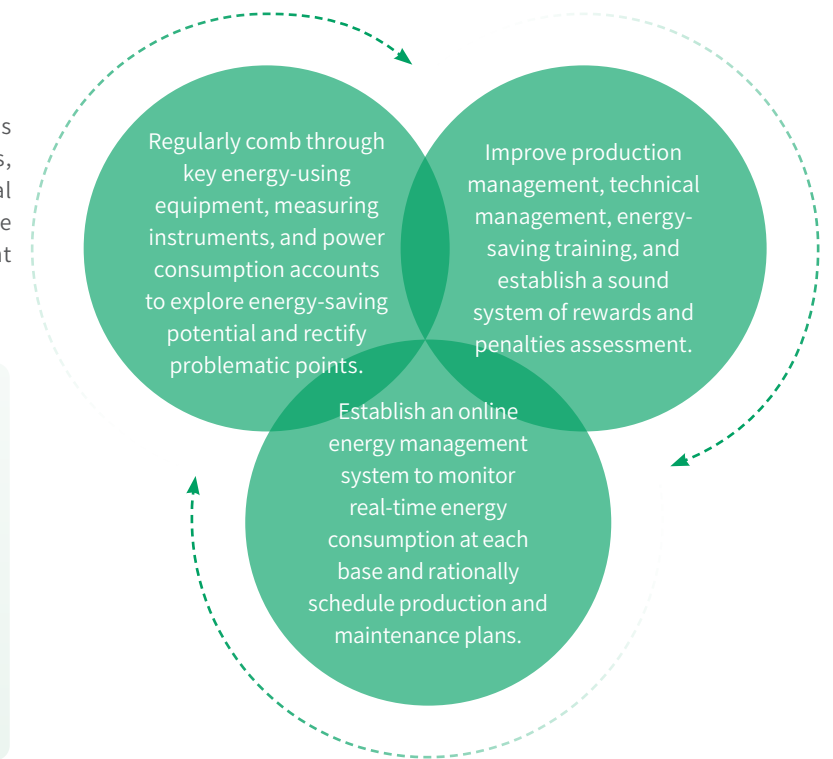 Regularly comb through
key energy-using
equipment, measuring
instruments, and power
consumption accounts
to explore energy-saving
potential and rectify
problematic points.
Improve production
management, technical
management, energy-
saving training, and
establish a sound
system of rewards and
penalties assessment.
Establish an online
energy management
system to monitor
real-time energy
consumption at each
base and rationally
schedule production and
maintenance plans.